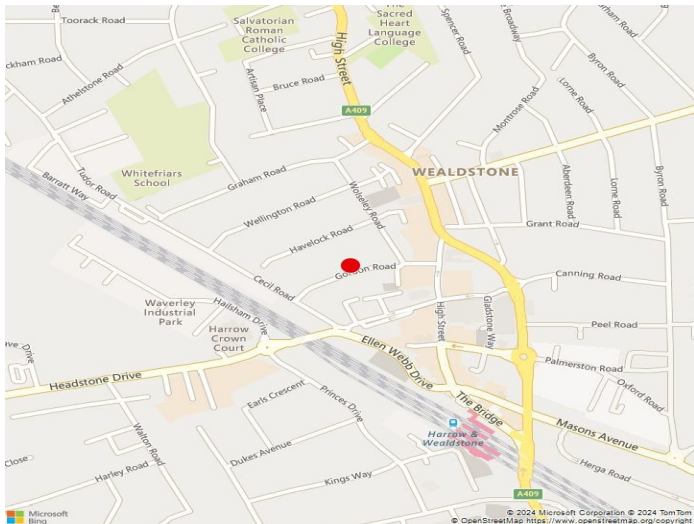 Toorack Road
Salvatorian
Roman
Catholic
College
The
Sacred
Heart
Language
College
Spencer Road
Broadway
Byron Road
High Street
Athelstone Road
Artisan Place
Bruce Road
Lorne Road
A409
Montrose Road
Whitefriars
School
Tudor Road
Barratt Way
Graham Road
WEALDSTONE
Wolseley Road
Aberdeen Road
Lorne Road
Byron Road
Wellington Road
Havelock Road
Grant Road
Gordon Road
Cecil Road
Canning Road
Waverley
Industrial
Park
Hailsham Drive
High Street
Gladstone Way
Peel Road
Harrow
Crown
Court
Ellen Webb Drive
Palmerston Road
Oxford Road
Headstone Drive
Earls Crescent
Princes Drive
The Bridge
Masons Avenue
Walton Road
Harrow &
Wealdstone
Dukes Avenue
Close
Harley Road
Kings Way
Herga Road
A409
Microsoft
Bing
© 2024 Microsoft Corporation © 2024 TomTom
© OpenStreetMap https://www.openstreetmap.org/copyright